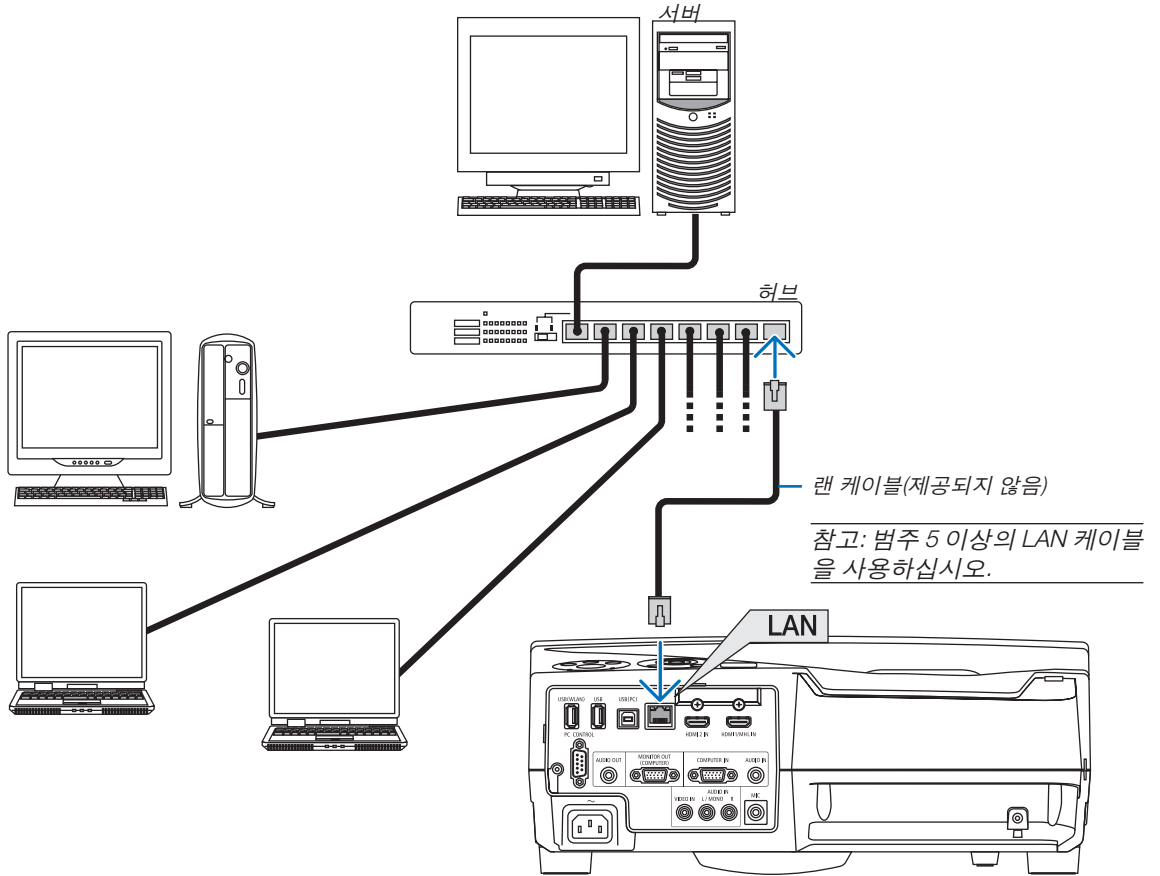 서버
허브
랜 케이블(제공되지 않음)
참고: 범주 5 이상의 LAN 케이블
을 사용하십시오.
LAN
USB(WLAN) USB USB(PC)
PC CONTROL HDMI 2 IN HDMI 1/MHL IN
AUDIO OUT MONITOR OUT (COMPUTER) COMPUTER IN AUDIO IN
AUDIO IN
VIDEO IN L / MONO R MIC